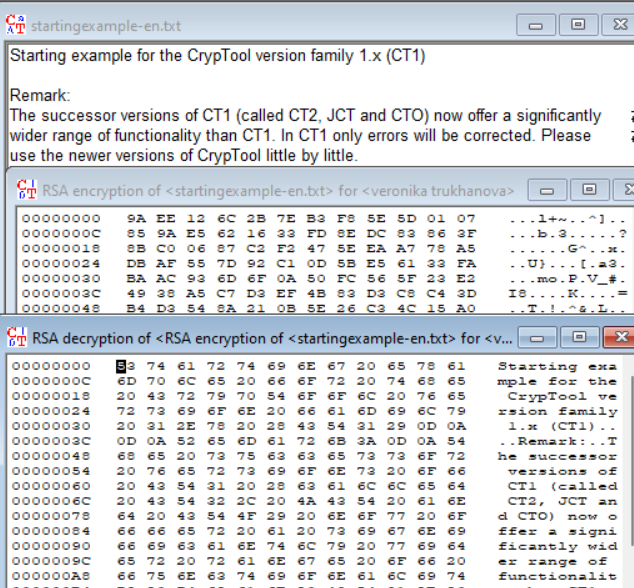 startingexample-en.txt
Starting example for the CrypTool version family 1.x (CT1)
Remark:
The successor versions of CT1 (called CT2, JCT and CTO) now offer a significantly
wider range of functionality than CT1. In CT1 only errors will be corrected. Please
use the newer versions of CrypTool little by little.
RSA encryption of <startingexample-en.txt> for <veronika trukhanova>
00000000 9A EE 12 6C 2B 7E B3 F8 5E 5D 01 07 ...l+~..^]..
0000000C 85 9A E5 62 16 33 FD 8E DC 83 86 3F ...b.3.....?
00000018 8B C0 06 87 C2 F2 47 5E EA A7 78 A5 ......G^..x.
00000024 DB AF 55 7D 92 C1 0D 5B E5 61 33 FA ..U}...[.a3.
00000030 BA AC 93 6D 6F 0A 50 FC 56 5F 23 E2 ...mo.P.V_#.
0000003C 49 38 A5 C7 D3 EF 4B 83 D3 C8 C4 3D I8....K....=
00000048 B4 D3 54 8A 21 0B 5E 26 C3 4C 15 A0 ..T.!.^&.L..
RSA decryption of <RSA encryption of <startingexample-en.txt> for <v...
00000000 53 74 61 72 74 69 6E 67 20 65 78 61 Starting exa
0000000C 6D 70 6C 65 20 66 6F 72 20 74 68 65 mple for the
00000018 20 43 72 79 70 54 6F 6F 6C 20 76 65 CrypTool ve
00000024 72 73 69 6F 6E 20 66 61 6D 69 6C 79 rsion family
00000030 20 31 2E 78 20 28 43 54 31 29 0D 0A 1.x (CT1)..
0000003C 0D 0A 52 65 6D 61 72 6B 3A 0D 0A 54 ..Remark:..T
00000048 68 65 20 73 75 63 63 65 73 73 6F 72 he successor
00000054 20 76 65 72 73 69 6F 6E 73 20 6F 66 versions of
00000060 20 43 54 31 20 28 63 61 6C 6C 65 64 CT1 (called
0000006C 20 43 54 32 2C 20 4A 43 54 20 61 6E CT2, JCT an
00000078 64 20 43 54 4F 29 20 6E 6F 77 20 6F d CTO) now o
00000084 66 66 65 72 20 61 20 73 69 67 6E 69 ffer a signi
00000090 66 69 63 61 6E 74 6C 79 20 77 69 64 ficantly wid
0000009C 65 72 20 72 61 6E 67 65 20 6F 66 20 er range of
000000A8 66 75 6E 63 74 69 6F 6E 61 6C 69 74 functionalit